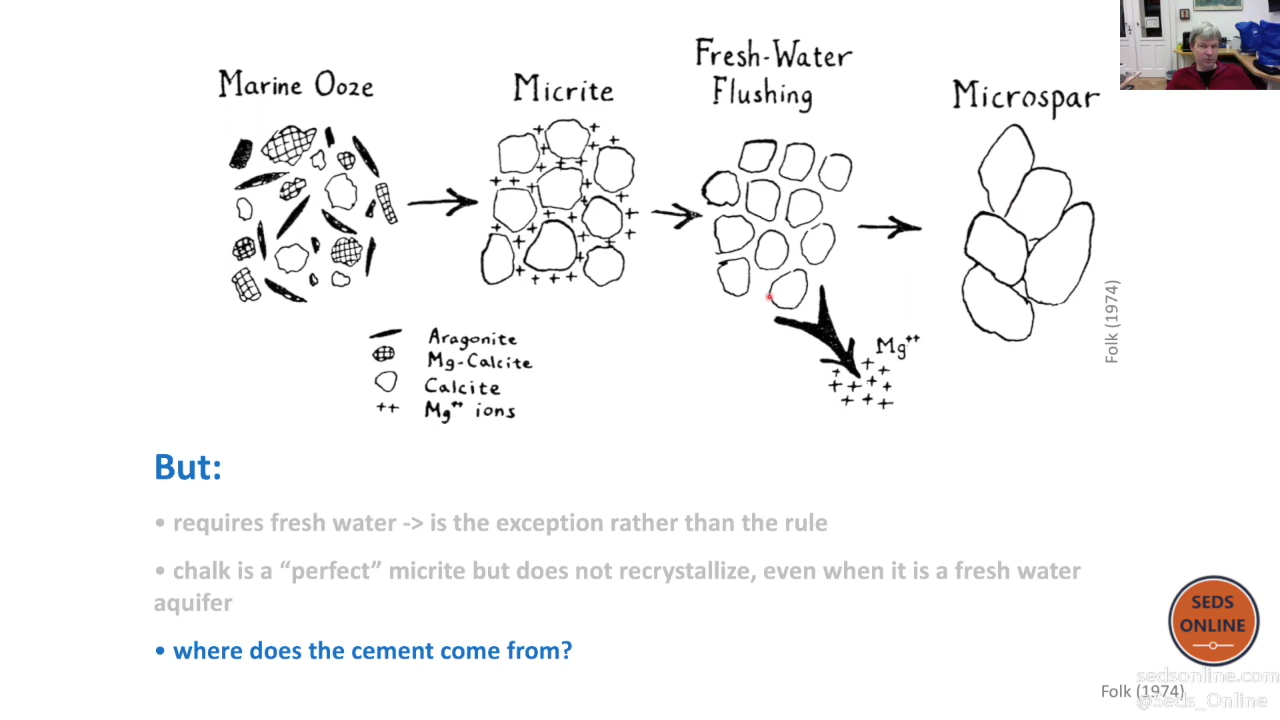 Marine Ooze
Micrite
Fresh-Water
Flushing
Microspar
Mg++
Aragonite
Mg-Calcite
Calcite
++ Mg++ ions
Folk (1974)
But:
• requires fresh water -> is the exception rather than the rule
• chalk is a “perfect” micrite but does not recrystallize, even when it is a fresh water
aquifer
• where does the cement come from?
SEDS
ONLINE
sedsonline.com
Folk (1974)
@Seds_Online